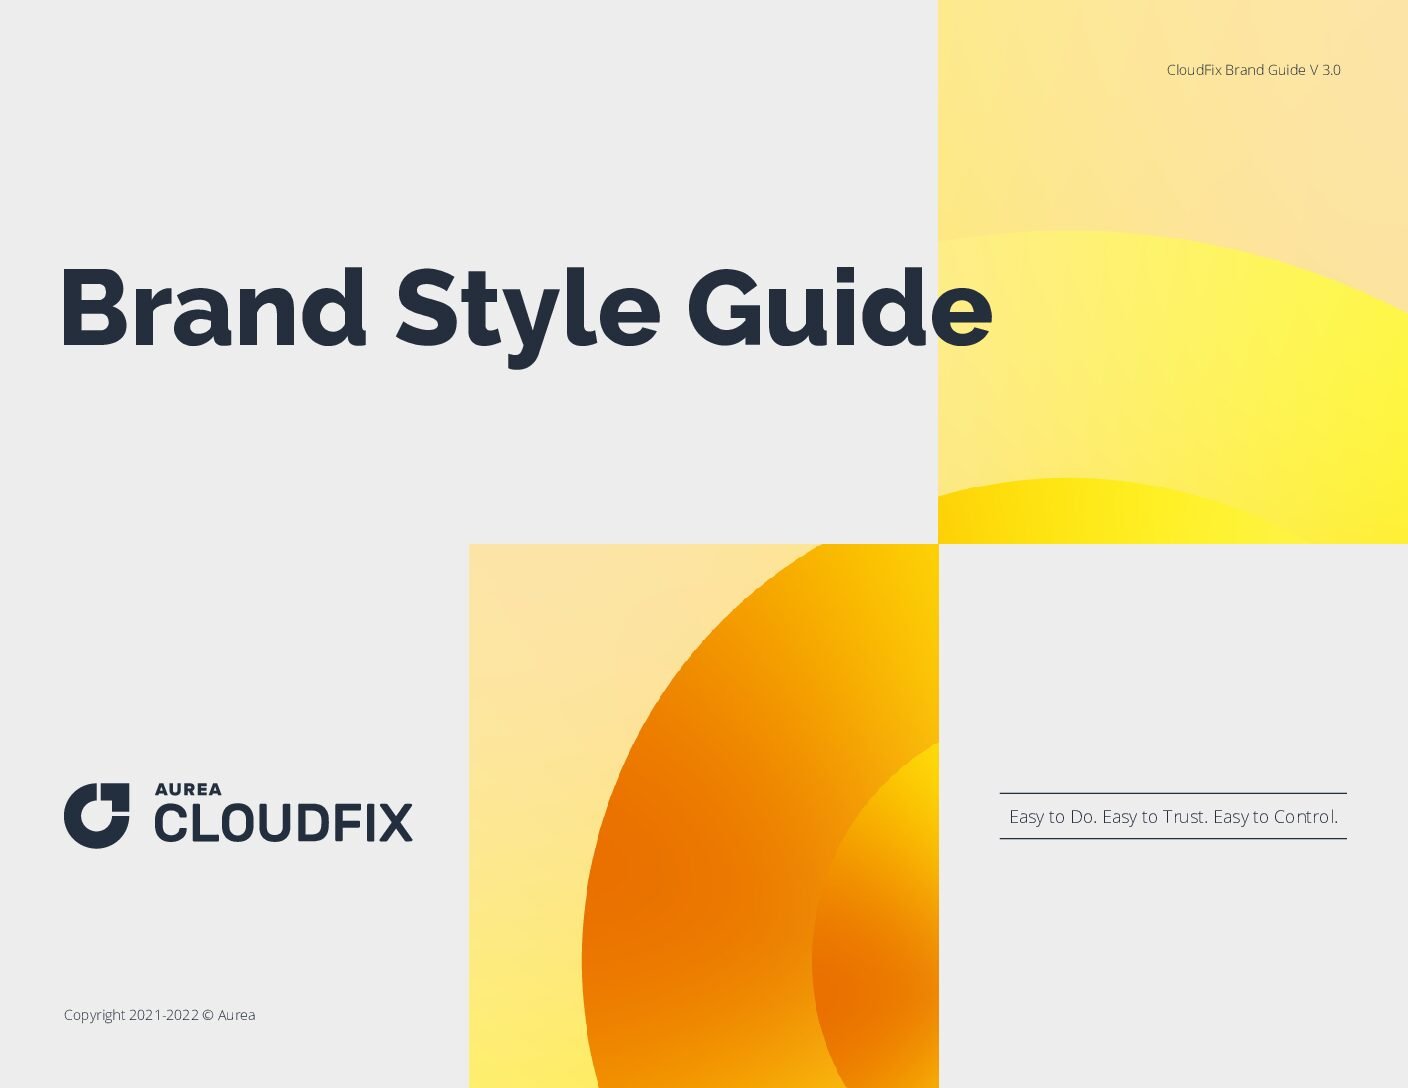 CloudFix Brand Guide V 3.0
Brand Style Guide
AUREA
CLOUDFIX
Easy to Do. Easy to Trust. Easy to Control.
Copyright 2021-2022 © Aurea